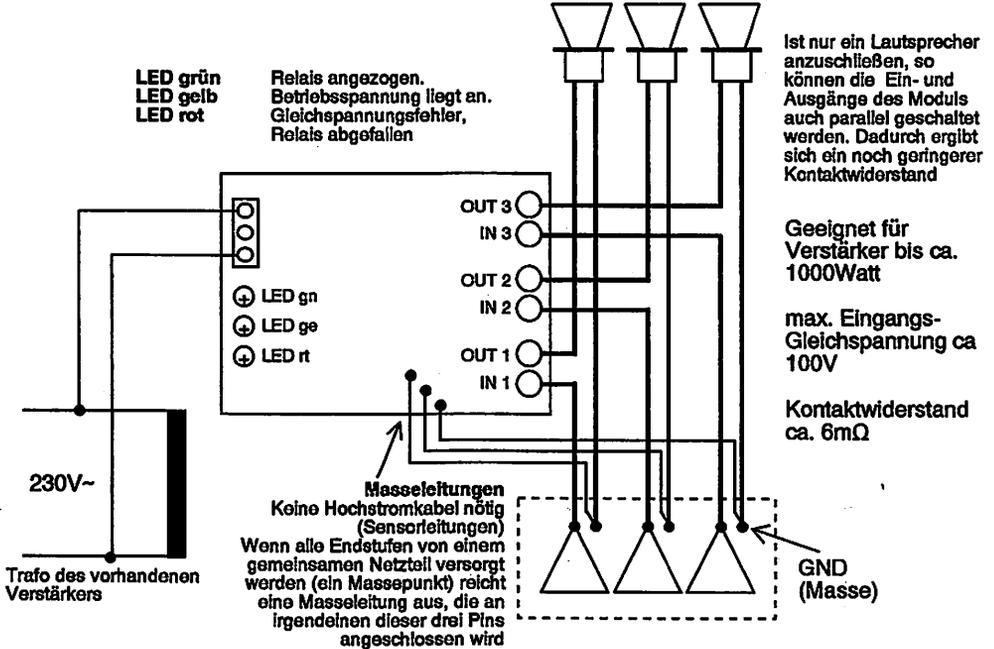 LED grün Relais angezogen.
LED gelb Betriebsspannung liegt an.
LED rot Gleichspannungsfehler,
Relais abgefallen
Ist nur ein Lautsprecher
anzuschließen, so
können die Ein- und
Ausgänge des Moduls
auch parallel geschaltet
werden. Dadurch ergibt
sich ein noch geringerer
Kontaktwiderstand
Geeignet für
Verstärker bis ca.
1000Watt
max. Eingangs-
Gleichspannung ca
100V
Kontaktwiderstand
ca. 6mΩ
OUT 3
IN 3
OUT 2
IN 2
OUT 1
IN 1
LED gn
LED ge
LED rt
230V~
Trafo des vorhandenen
Verstärkers
Masseleitungen
Keine Hochstromkabel nötig
(Sensorleitungen)
Wenn alle Endstufen von einem
gemeinsamen Netzteil versorgt
werden (ein Massepunkt) reicht
eine Masseleitung aus, die an
irgendeinen dieser drei Pins
angeschlossen wird
GND
(Masse)